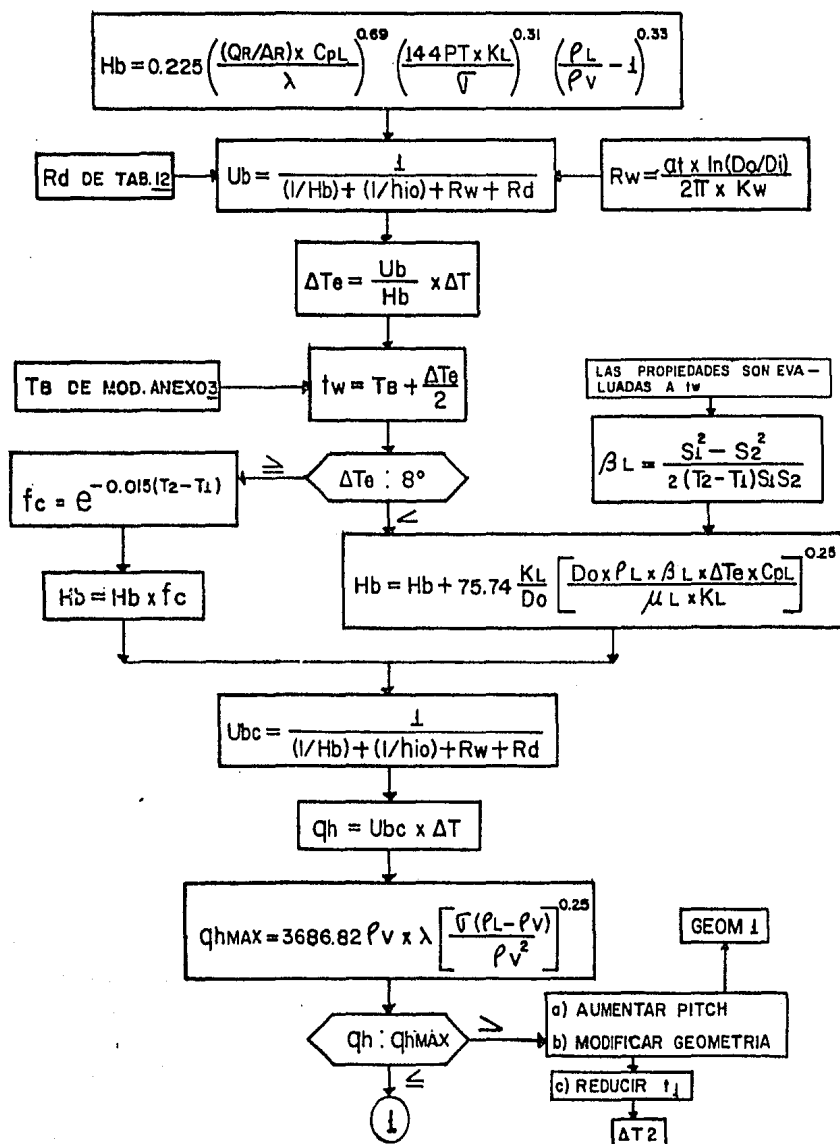 Hb = 0.225 ((QR/AR) x CpL / λ)^0.69 (144 PT x KL / σ)^0.31 (ρL / ρV - 1)^0.33
Rd DE TAB. 12
Ub = 1 / ((1/Hb) + (1/hio) + Rw + Rd)
Rw = at x ln(Do/Di) / 2π x Kw
ΔTe = Ub / Hb x ΔT
TB DE MOD. ANEXO 3
tw = TB + ΔTe / 2
LAS PROPIEDADES SON EVA-
LUADAS A tw
βL = S1² - S2² / 2 (T2-T1) S1 S2
ΔTe : 8°
≧
<
fc = e^-0.015(T2-T1)
Hb = Hb x fc
Hb = Hb + 75.74 KL / Do [Do x ρL x βL x ΔTe x CpL / μL x KL]^0.25
Ubc = 1 / ((1/Hb) + (1/hio) + Rw + Rd)
qh = Ubc x ΔT
qhMAX = 3686.82 ρV x λ [σ(ρL - ρV) / ρV²]^0.25
GEOM 1
qh : qhMAX
>
≤
a) AUMENTAR PITCH
b) MODIFICAR GEOMETRIA
c) REDUCIR t1
1
ΔT2